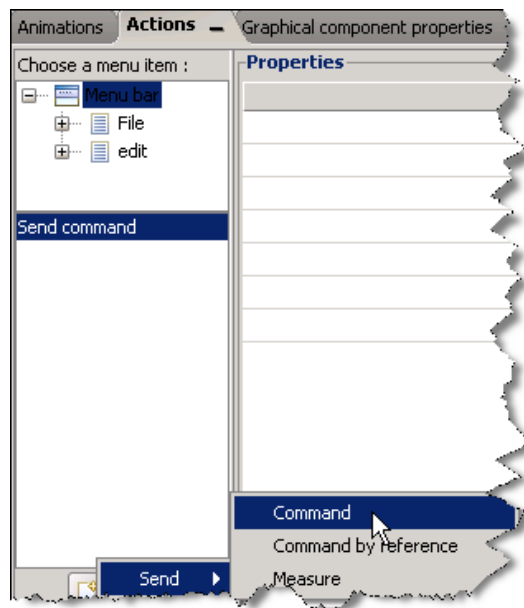 Animations Actions Graphical component properties
Choose a menu item : Properties
Menu bar
File
edit
Send command
Command
Command by reference
Send Measure